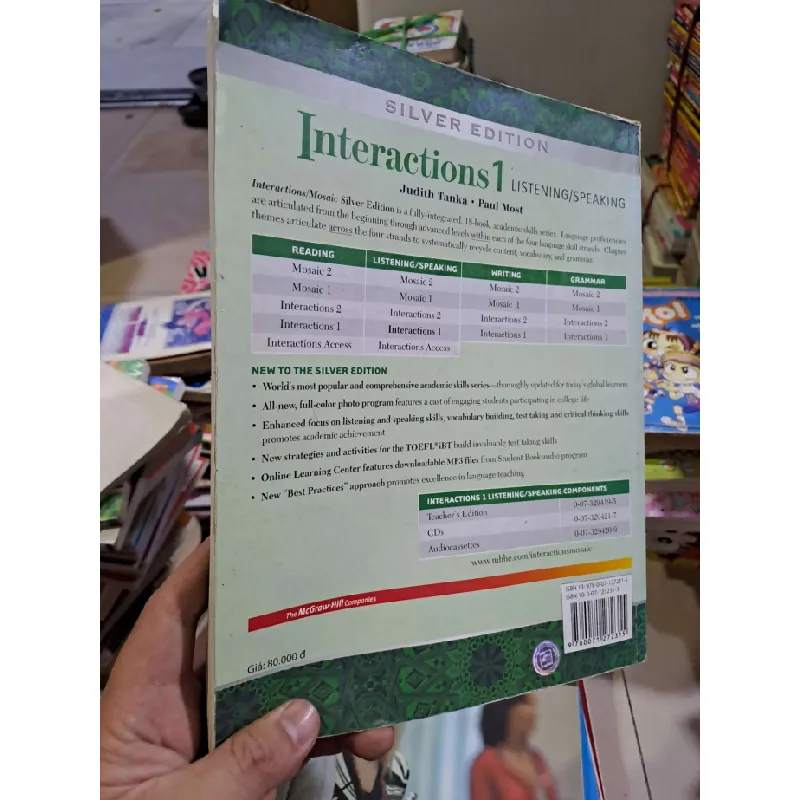 SILVER EDITION
Interactions 1 LISTENING/SPEAKING
Judith Tanka • Paul Most
Interactions/Mosaic Silver Edition is a fully-integrated, 18-book academic skills series. Language proficiencies
are articulated from the beginning through advanced levels within each of the four language skill strands. Chapter
themes articulate across the four strands to systematically recycle content, vocabulary, and grammar.
READING LISTENING/SPEAKING WRITING GRAMMAR
Mosaic 2 Mosaic 2 Mosaic 2 Mosaic 2
Mosaic 1 Mosaic 1 Mosaic 1 Mosaic 1
Interactions 2 Interactions 2 Interactions 2 Interactions 2
Interactions 1 Interactions 1 Interactions 1 Interactions 1
Interactions Access Interactions Access
NEW TO THE SILVER EDITION
• World's most popular and comprehensive academic skills series—thoroughly updated for today's global learners
• All-new, full-color photo program features a cast of engaging students participating in college life
• Enhanced focus on listening and speaking skills, vocabulary building, test taking and critical thinking skills
promotes academic achievement
• New strategies and activities for the TOEFL®iBT build invaluable test taking skills
• Online Learning Center features downloadable MP3 files from Student Book audio program
• New "Best Practices" approach promotes excellence in language teaching
INTERACTIONS 1 LISTENING/SPEAKING COMPONENTS
Teacher's Edition
CDs
Audiocassettes
www.mhhe.com/interactionsmosaic
The McGraw-Hill Companies
Giá: 80.000 đ